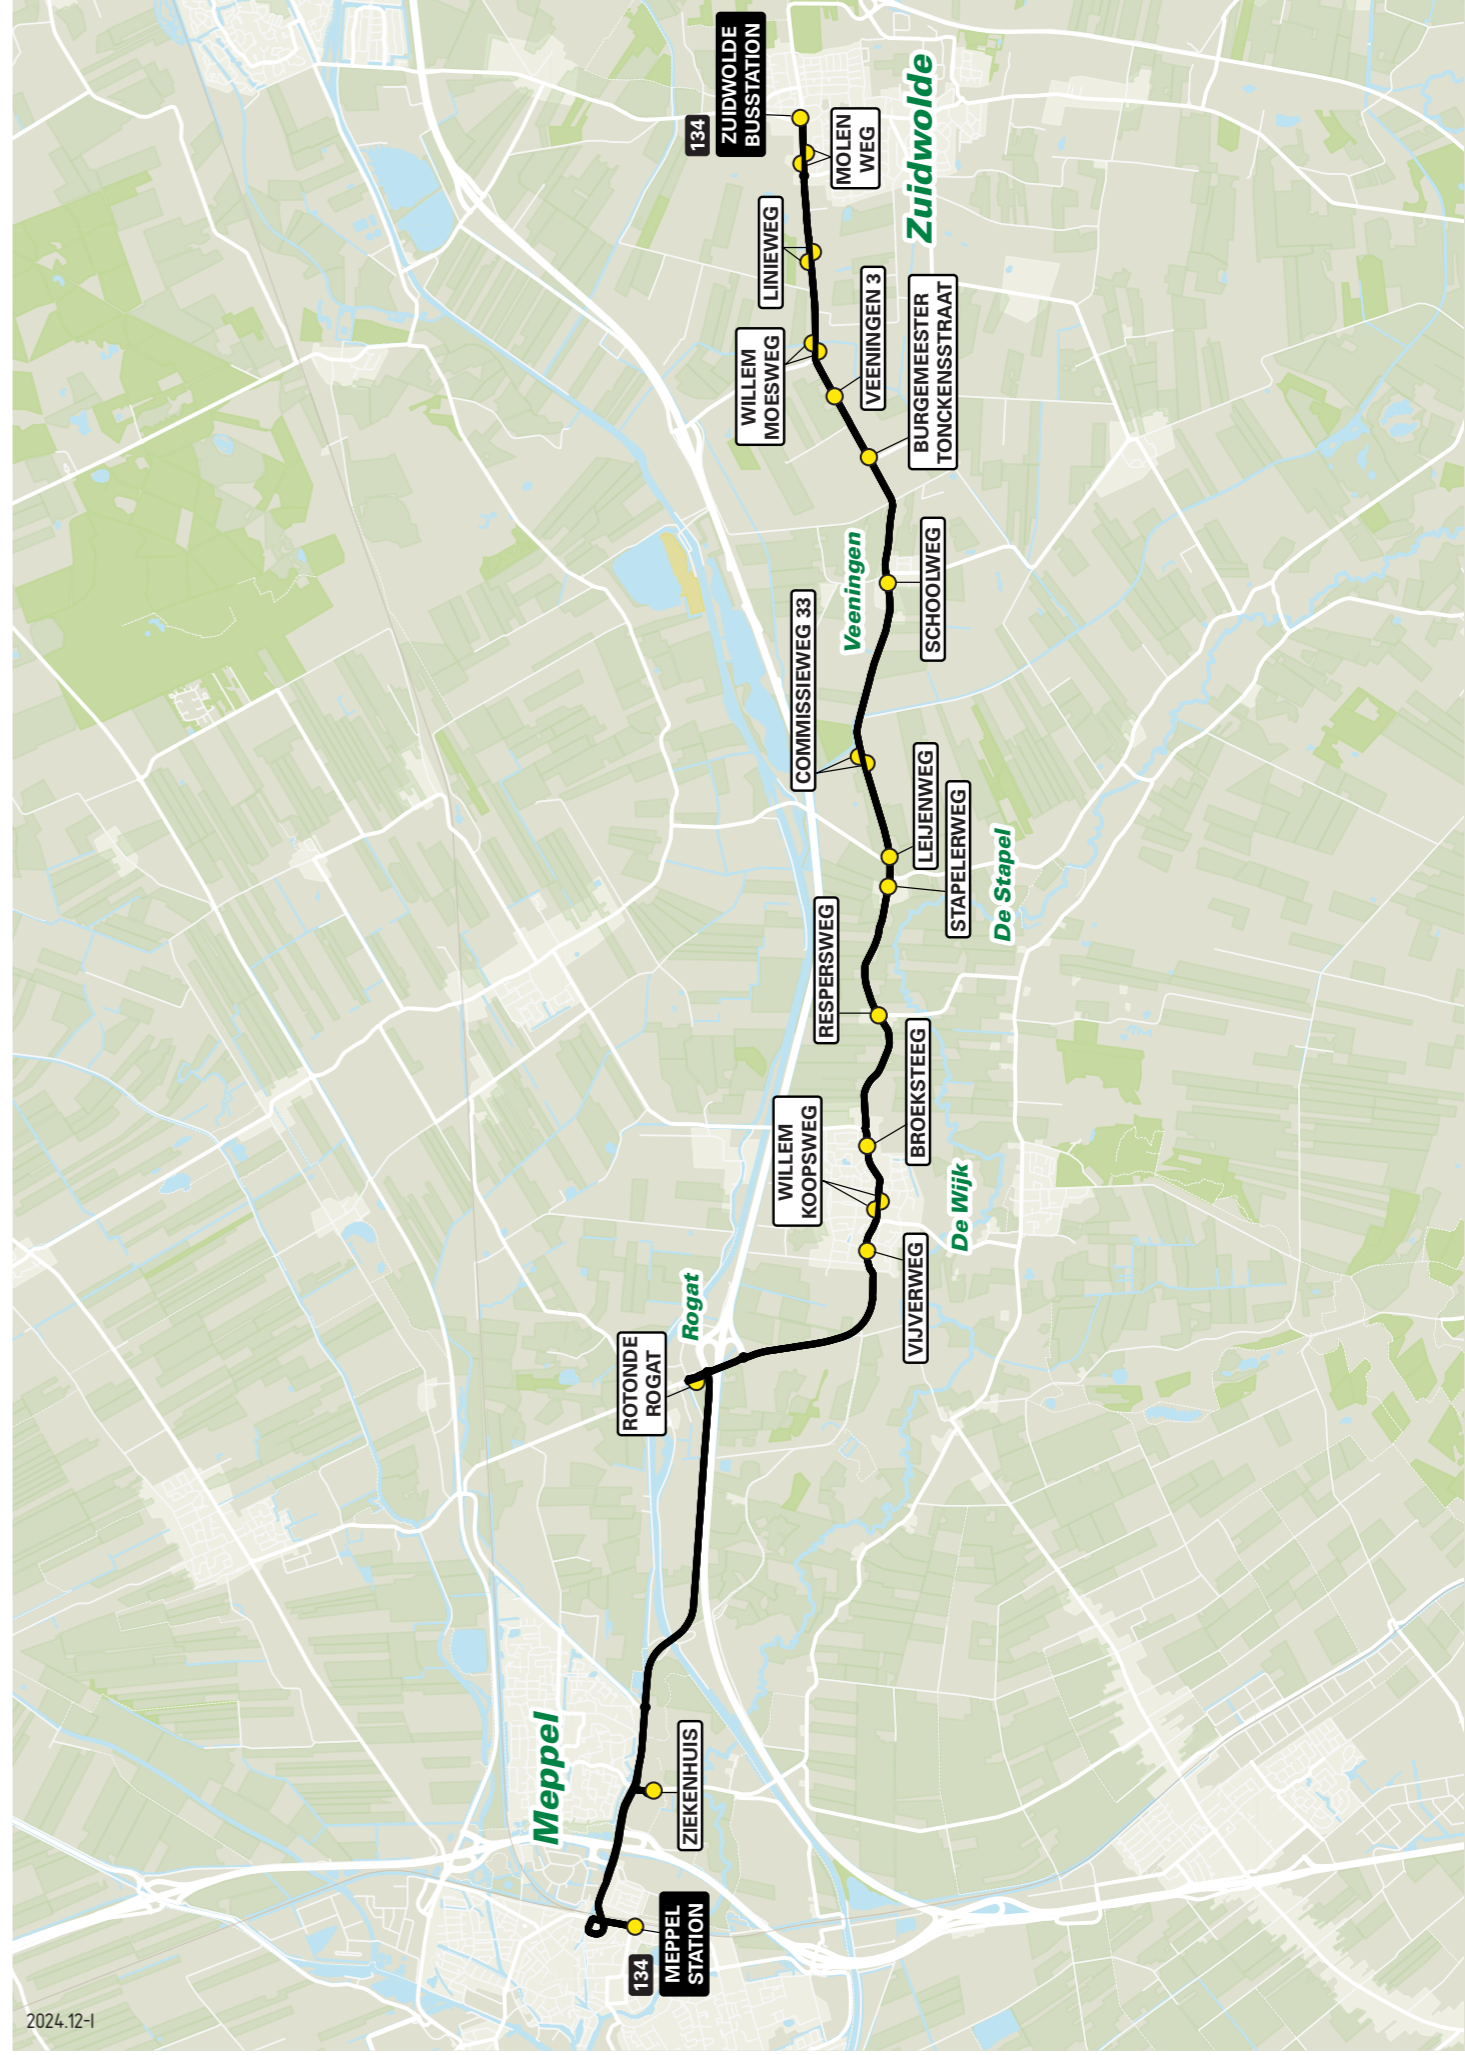 134
ZUIDWOLDE
BUSSTATION
MOLEN
WEG
Zuidwolde
LINIEWEG
WILLEM
MOESWEG
VEENINGEN 3
BURGEMEESTER
TONCKENSSTRAAT
Veeningen
SCHOOLWEG
COMMISSIEWEG 33
LEIJENWEG
STAPELERWEG
De Stapel
RESPERSWEG
BROEKSTEEG
WILLEM
KOOPSWEG
De Wijk
VIJVERWEG
Rogat
ROTONDE
ROGAT
Meppel
ZIEKENHUIS
134
MEPPEL
STATION
2024.12-I